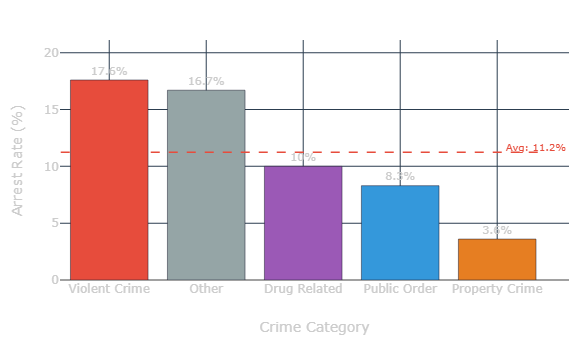 20
15
10
5
0
Arrest Rate (%)
17.6%
16.7%
10%
8.3%
3.6%
Avg: 11.2%
Violent Crime
Other
Drug Related
Public Order
Property Crime
Crime Category